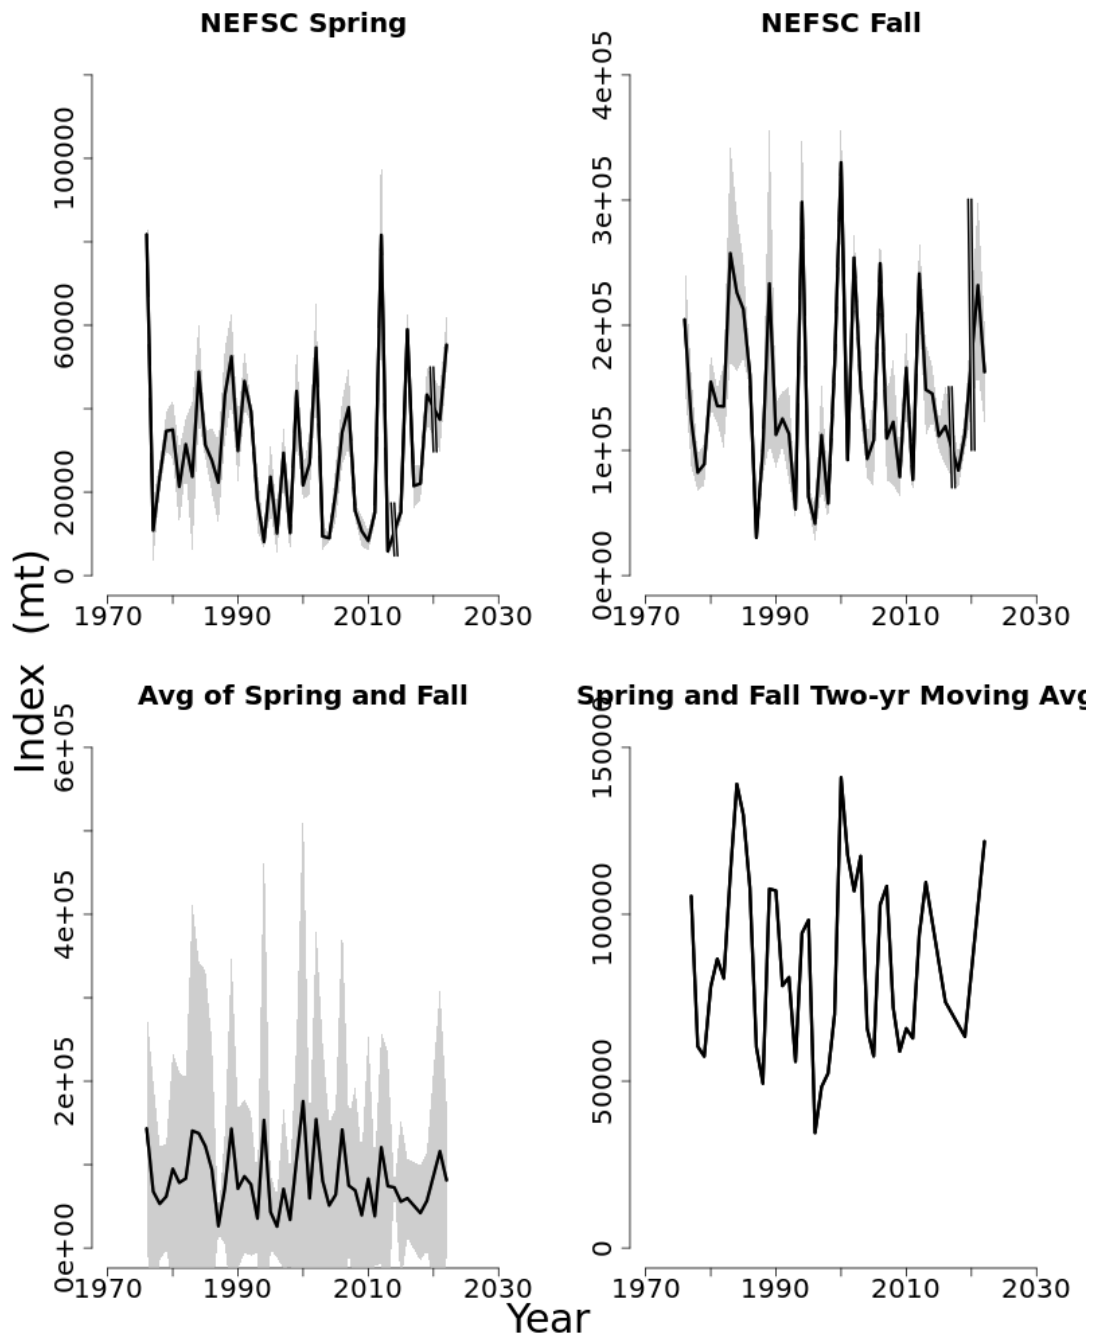 NEFSC Spring
NEFSC Fall
100000
60000
20000
0
4e+05
3e+05
2e+05
1e+05
0e+00
1970 1990 2010 2030
1970 1990 2010 2030
Index (mt)
Avg of Spring and Fall
Spring and Fall Two-yr Moving Avg
6e+05
4e+05
2e+05
0e+00
150000
100000
50000
0
1970 1990 2010 2030
1970 1990 2010 2030
Year